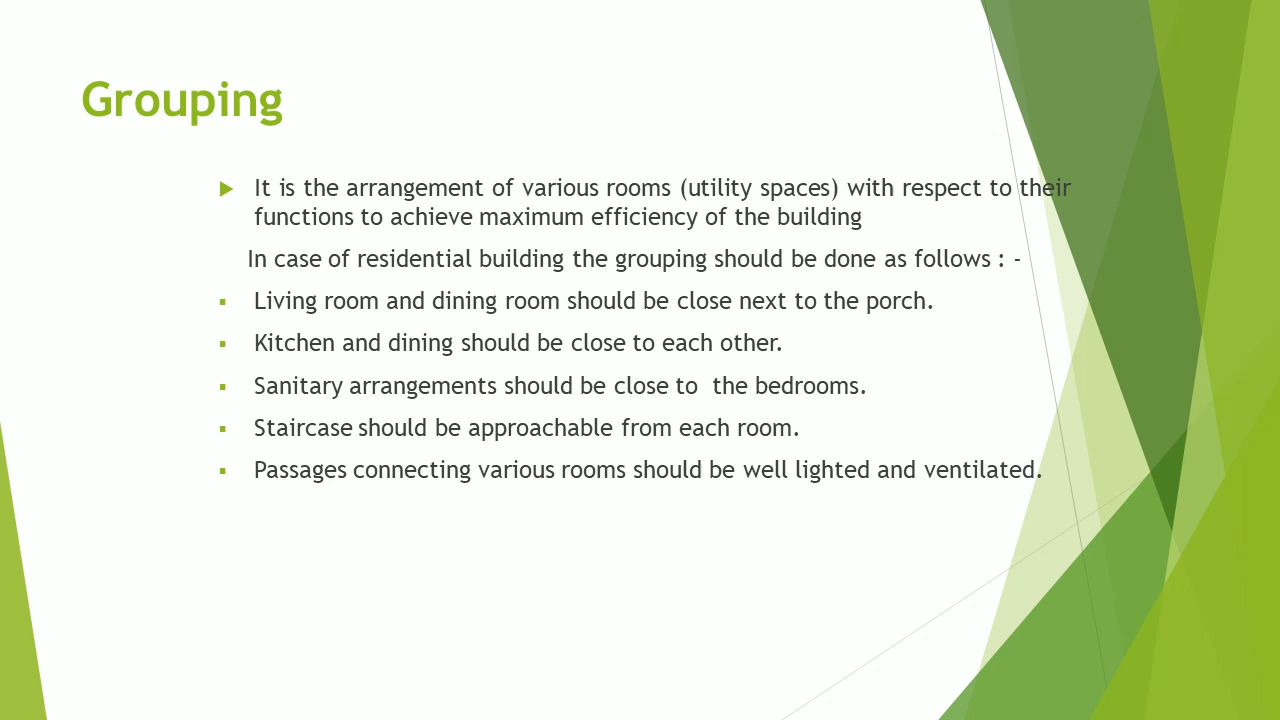 Grouping
It is the arrangement of various rooms (utility spaces) with respect to their
functions to achieve maximum efficiency of the building
In case of residential building the grouping should be done as follows : -
Living room and dining room should be close next to the porch.
Kitchen and dining should be close to each other.
Sanitary arrangements should be close to the bedrooms.
Staircase should be approachable from each room.
Passages connecting various rooms should be well lighted and ventilated.